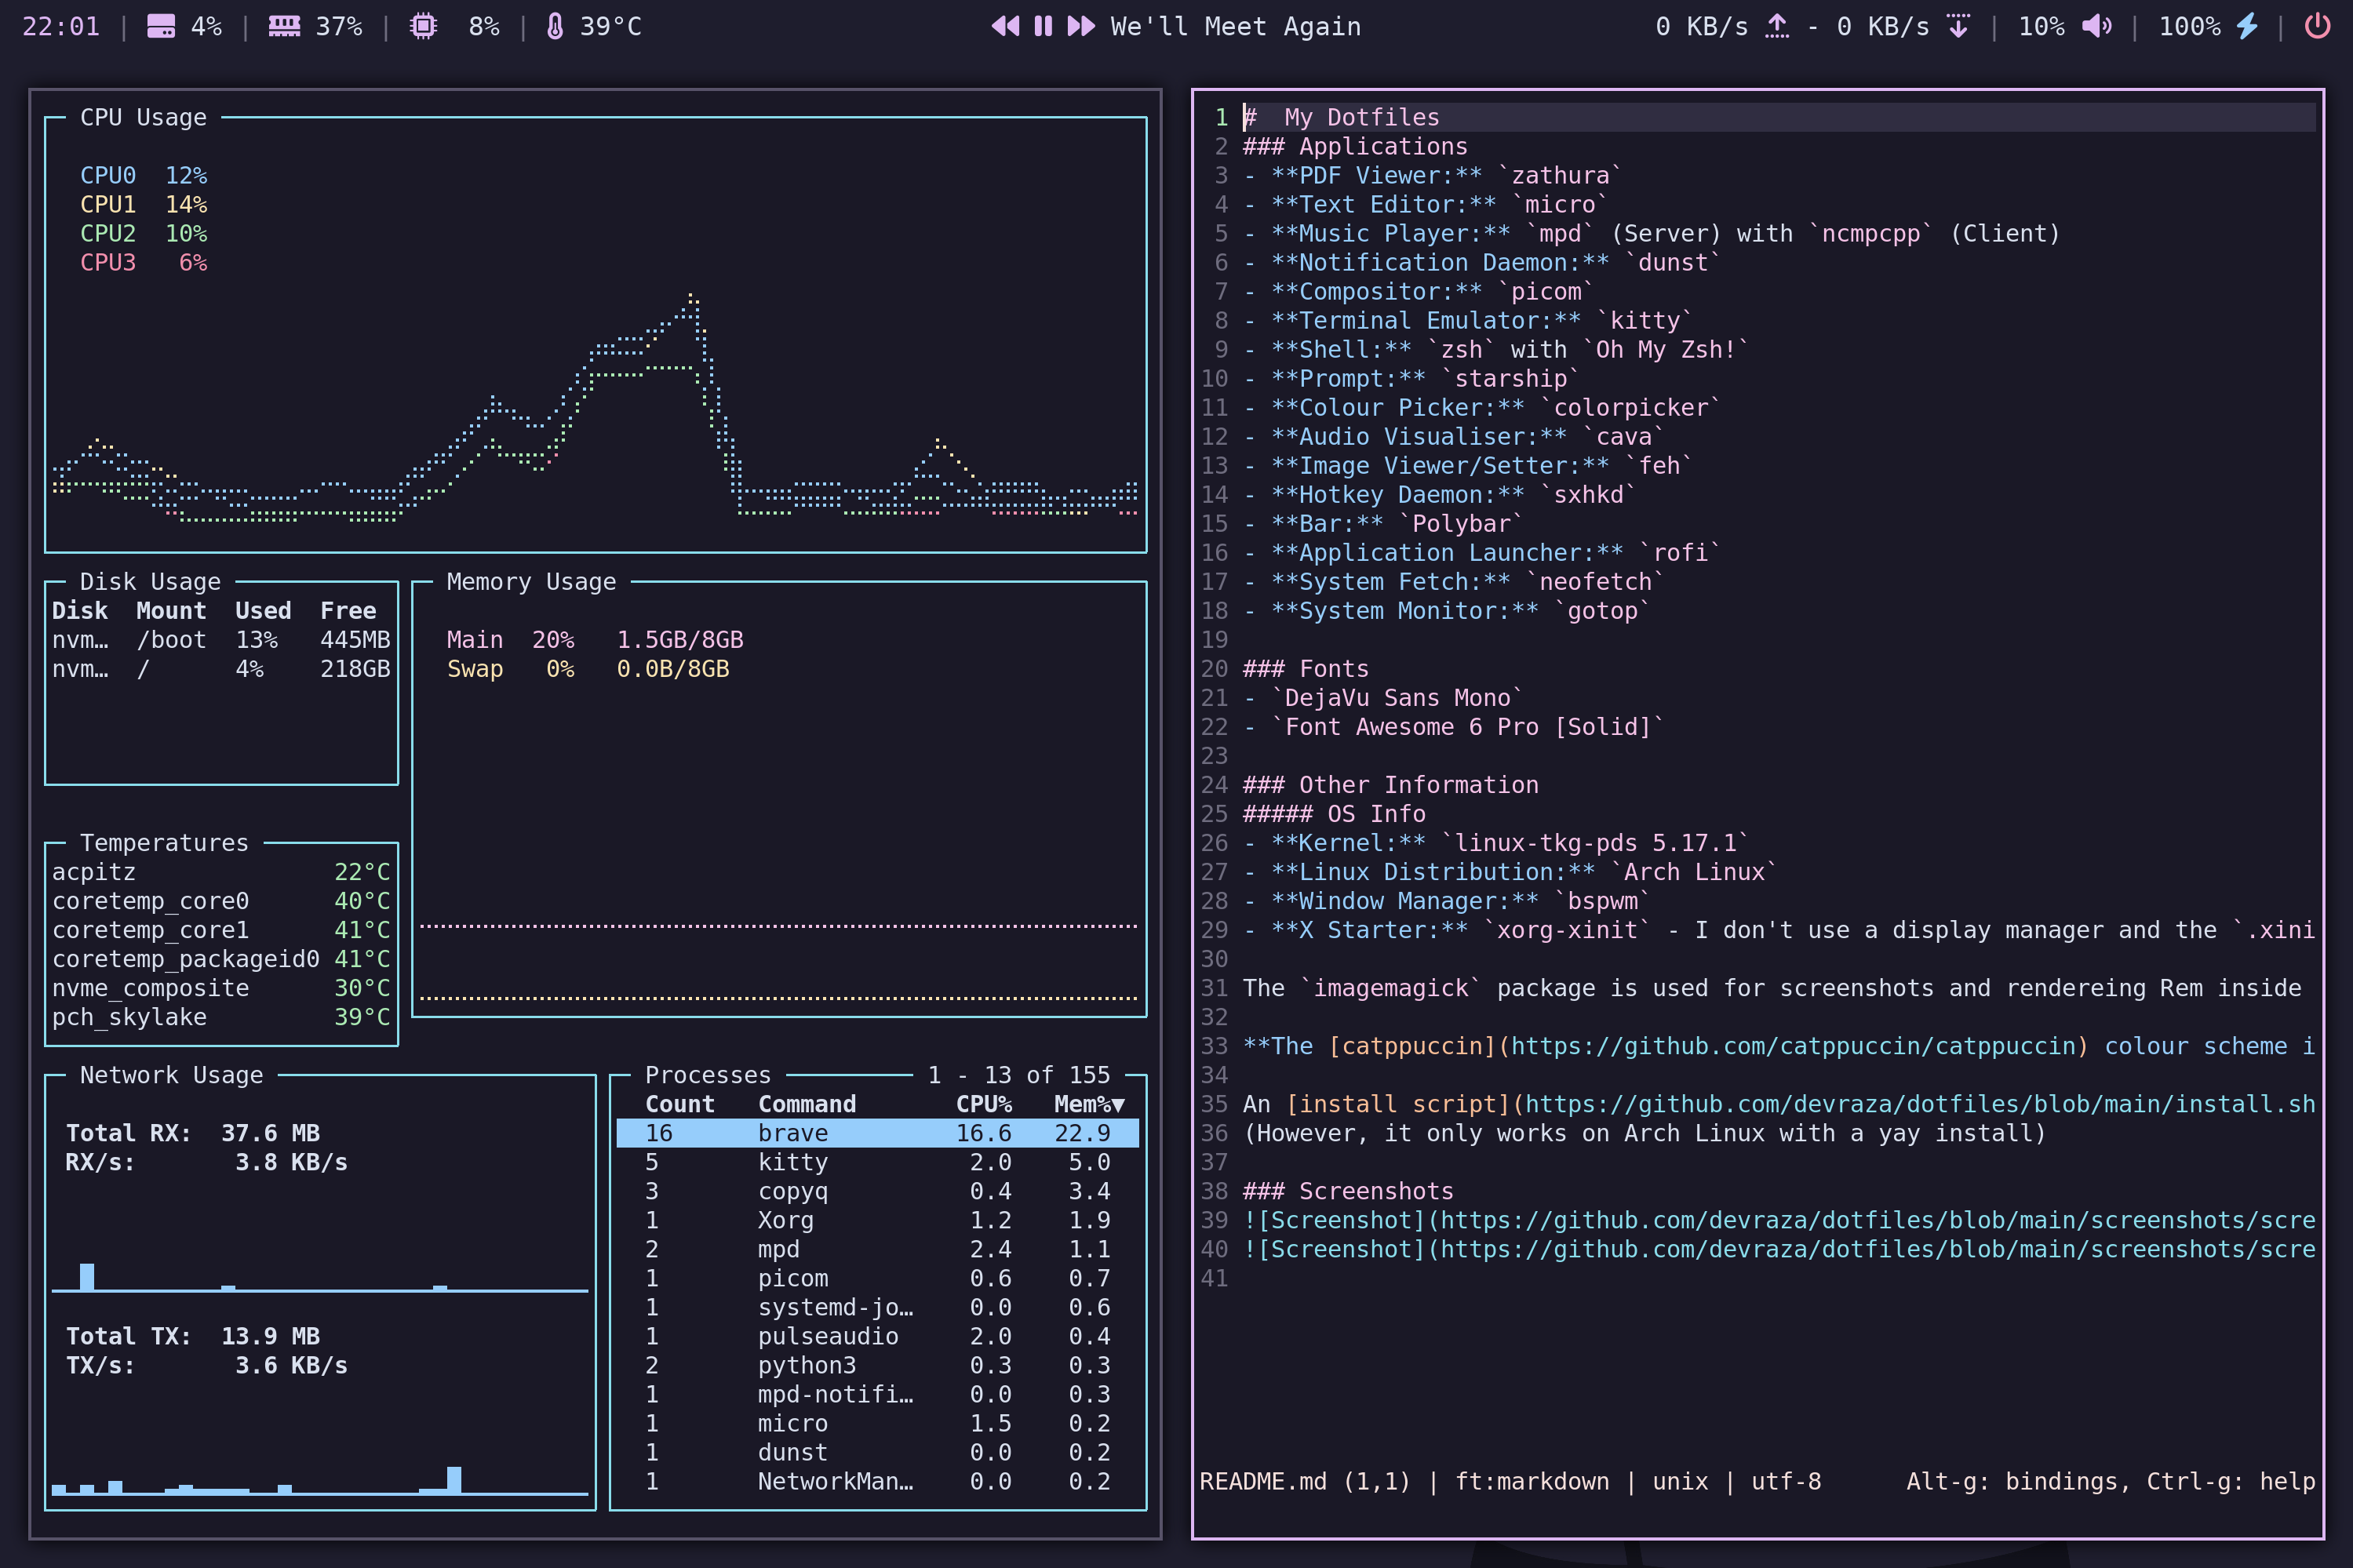 22:01 | 4% | 37% | 8% | 39°C We'll Meet Again 0 KB/s - 0 KB/s | 10% | 100% |
CPU Usage
CPU0 12%
CPU1 14%
CPU2 10%
CPU3 6%
Disk Usage
Disk Mount Used Free
nvm… /boot 13% 445MB
nvm… / 4% 218GB
Memory Usage
Main 20% 1.5GB/8GB
Swap 0% 0.0B/8GB
Temperatures
acpitz 22°C
coretemp_core0 40°C
coretemp_core1 41°C
coretemp_packageid0 41°C
nvme_composite 30°C
pch_skylake 39°C
Network Usage
Total RX: 37.6 MB
RX/s: 3.8 KB/s
Total TX: 13.9 MB
TX/s: 3.6 KB/s
Processes 1 - 13 of 155
Count Command CPU% Mem%▼
16 brave 16.6 22.9
5 kitty 2.0 5.0
3 copyq 0.4 3.4
1 Xorg 1.2 1.9
2 mpd 2.4 1.1
1 picom 0.6 0.7
1 systemd-jo… 0.0 0.6
1 pulseaudio 2.0 0.4
2 python3 0.3 0.3
1 mpd-notifi… 0.0 0.3
1 micro 1.5 0.2
1 dunst 0.0 0.2
1 NetworkMan… 0.0 0.2
1 #  My Dotfiles
2 ### Applications
3 - **PDF Viewer:** `zathura`
4 - **Text Editor:** `micro`
5 - **Music Player:** `mpd` (Server) with `ncmpcpp` (Client)
6 - **Notification Daemon:** `dunst`
7 - **Compositor:** `picom`
8 - **Terminal Emulator:** `kitty`
9 - **Shell:** `zsh` with `Oh My Zsh!`
10 - **Prompt:** `starship`
11 - **Colour Picker:** `colorpicker`
12 - **Audio Visualiser:** `cava`
13 - **Image Viewer/Setter:** `feh`
14 - **Hotkey Daemon:** `sxhkd`
15 - **Bar:** `Polybar`
16 - **Application Launcher:** `rofi`
17 - **System Fetch:** `neofetch`
18 - **System Monitor:** `gotop`
19
20 ### Fonts
21 - `DejaVu Sans Mono`
22 - `Font Awesome 6 Pro [Solid]`
23
24 ### Other Information
25 ##### OS Info
26 - **Kernel:** `linux-tkg-pds 5.17.1`
27 - **Linux Distribution:** `Arch Linux`
28 - **Window Manager:** `bspwm`
29 - **X Starter:** `xorg-xinit` - I don't use a display manager and the `.xini
30
31 The `imagemagick` package is used for screenshots and rendereing Rem inside
32
33 **The [catppuccin](https://github.com/catppuccin/catppuccin) colour scheme i
34
35 An [install script](https://github.com/devraza/dotfiles/blob/main/install.sh
36 (However, it only works on Arch Linux with a yay install)
37
38 ### Screenshots
39 ![Screenshot](https://github.com/devraza/dotfiles/blob/main/screenshots/scre
40 ![Screenshot](https://github.com/devraza/dotfiles/blob/main/screenshots/scre
41
README.md (1,1) | ft:markdown | unix | utf-8 Alt-g: bindings, Ctrl-g: help